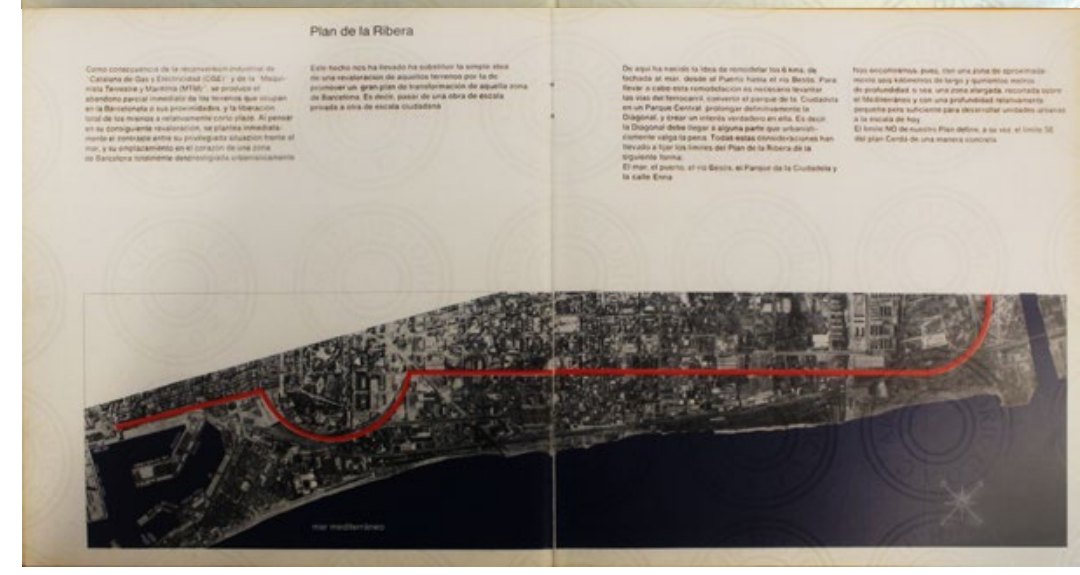 Plan de la Ribera
Como consecuencia de la reconversión industrial de
"Catalana de Gas y Electricidad (CGE)" y de la "Maqui-
nista Terrestre y Marítima (MTM)", se produce el
abandono parcial inmediato de los terrenos que ocupan
en la Barceloneta o sus proximidades, y la liberación
total de los mismos a relativamente corto plazo. Al pensar
en su consiguiente revaloración, se plantea inmediata-
mente el contraste entre su privilegiada situación frente al
mar, y su emplazamiento en el corazón de una zona
de Barcelona totalmente desprestigiada urbanísticamente
Este hecho nos ha llevado ha substituir la simple idea
de una revaloración de aquellos terrenos por la de
promover un gran plan de transformación de aquella zona
de Barcelona. Es decir, pasar de una obra de escala
privada a otra de escala ciudadana
De aquí ha nacido la idea de remodelar los 6 kms. de
fachada al mar, desde el Puerto hasta el río Besós. Para
llevar a cabo esta remodelación es necesario levantar
las vías del ferrocarril, convertir el parque de la Ciudadela
en un Parque Central, prolongar definitivamente la
Diagonal, y crear un interés verdadero en ella. Es decir,
la Diagonal debe llegar a alguna parte que urbanísti-
camente valga la pena. Todas estas consideraciones han
llevado a fijar los límites del Plan de la Ribera de la
siguiente forma:
El mar, el puerto, el río Besós, el Parque de la Ciudadela y
la calle Enna
Nos encontramos, pues, con una zona de aproximada-
mente seis kilómetros de largo y quinientos metros
de profundidad, o sea, una zona alargada, recortada sobre
el Mediterráneo y con una profundidad relativamente
pequeña pero suficiente para desarrollar unidades urbanas
a la escala de hoy
El límite NO de nuestro Plan define, a su vez, el límite SE
del plan Cerdá de una manera concreta
mar mediterráneo